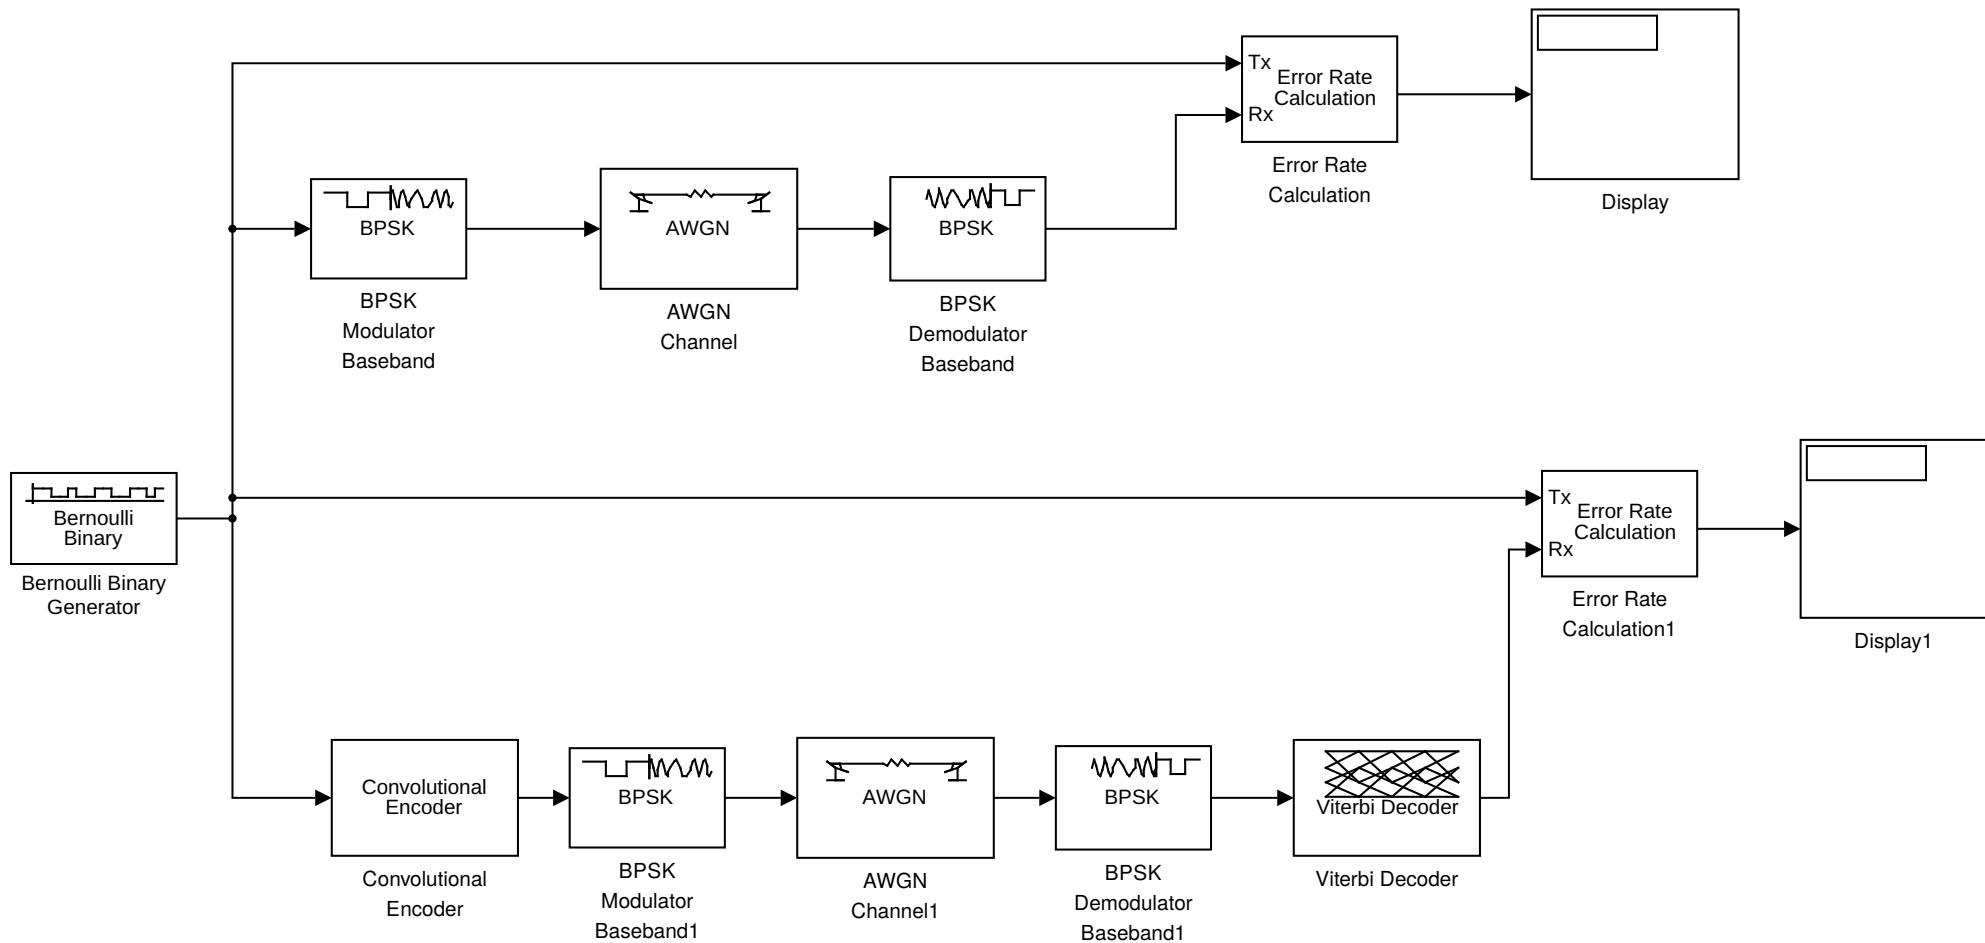 Tx
Error Rate
Calculation
Rx
Error Rate
Calculation
Display
BPSK
BPSK
Modulator
Baseband
AWGN
AWGN
Channel
BPSK
BPSK
Demodulator
Baseband
Bernoulli
Binary
Bernoulli Binary
Generator
Tx
Error Rate
Calculation
Rx
Error Rate
Calculation1
Display1
Convolutional
Encoder
Convolutional
Encoder
BPSK
BPSK
Modulator
Baseband1
AWGN
AWGN
Channel1
BPSK
BPSK
Demodulator
Baseband1
Viterbi Decoder
Viterbi Decoder